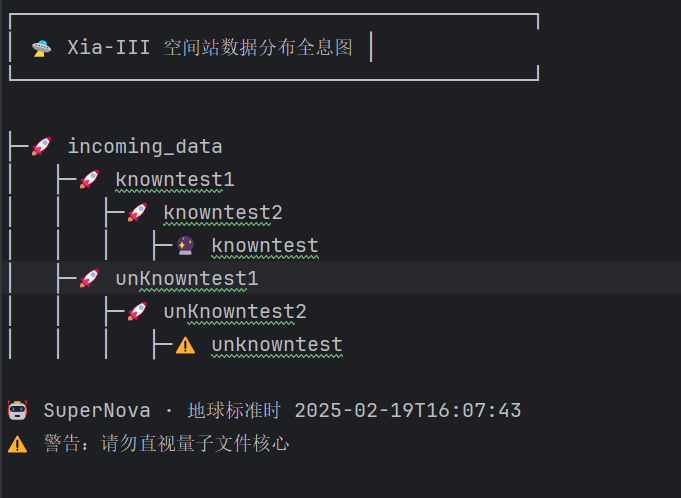 🛸 Xia-III 空间站数据分布全息图
🚀 incoming_data
🚀 knowntest1
🚀 knowntest2
🔮 knowntest
🚀 unKnowntest1
🚀 unKnowntest2
⚠️ unknowntest
🤖 SuperNova · 地球标准时 2025-02-19T16:07:43
⚠️ 警告: 请勿直视量子文件核心